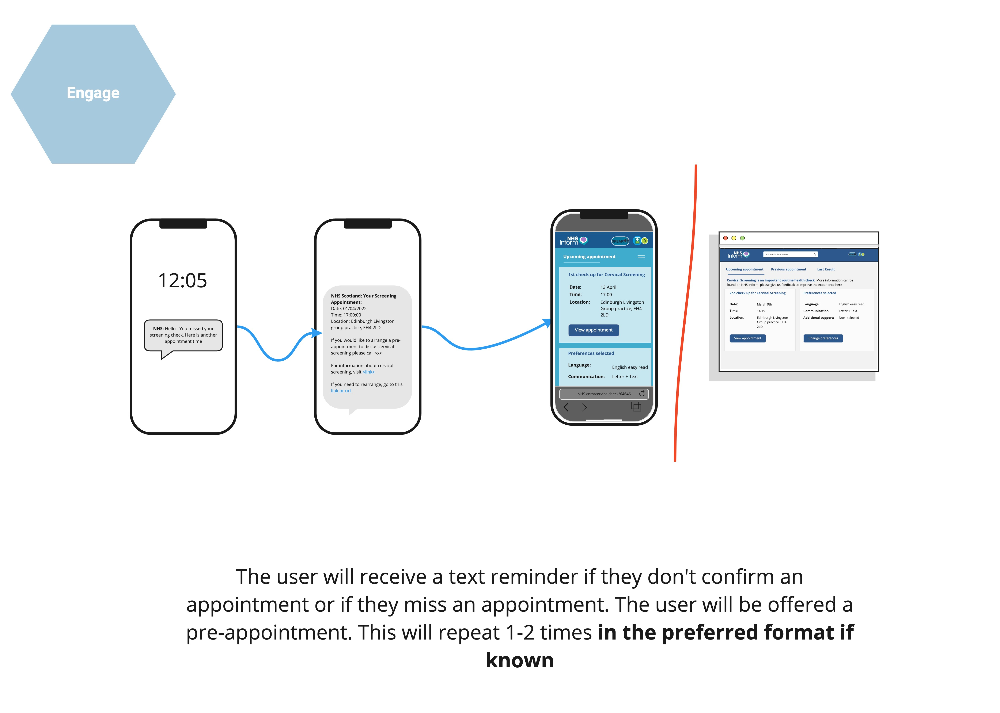 Engage
12:05
NHS: Hello - You missed your
screening check. Here is another
appointment time
NHS Scotland: Your Screening
Appointment:
Date: 01/04/2022
Time: 17:00:00
Location: Edinburgh Livingston
group practice, EH4 2LD
If you would like to arrange a pre-
appointment to discus cervical
screening please call <x>
For information about cervical
screening, visit <link>
If you need to rearrange, go to this
link or url
NHS
inform
SPEAK
0
Upcoming appointment
1st check up for Cervical Screening
Date: 13 April
Time: 17:00
Location: Edinburgh Livingston
Group practice, EH4
2LD
View appointment
Preferences selected
Language: English easy read
Communication: Letter + Text
NHS.com/cervicalcheck/64646
NHS
inform
Upcoming appointment Previous appointment Last Result
Cervical Screening is an important routine health check. More information can be
found on NHS inform, please give us feedback to improve the experience here
2nd check up for Cervical Screening
Date: March 9th
Time: 14:15
Location: Edinburgh Livingston
Group practice, EH4
2LD
View appointment
Preferences selected
Language: English easy read
Communication: Letter + Text
Additional support: Non- selected
Change preferences
The user will receive a text reminder if they don't confirm an
appointment or if they miss an appointment. The user will be offered a
pre-appointment. This will repeat 1-2 times in the preferred format if
known